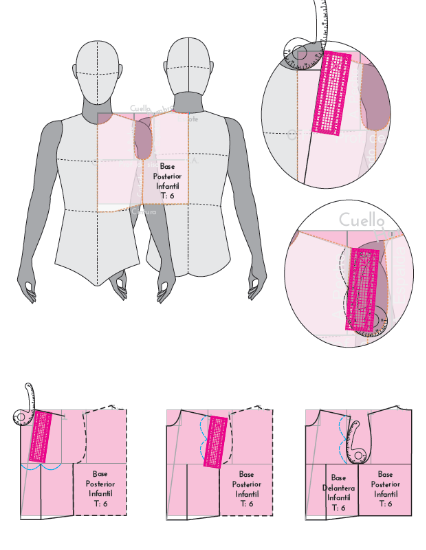 Cuello
Base
Posterior
Infantil
T: 6
Cuello
Base
Posterior
Infantil
T: 6
Base
Posterior
Infantil
T: 6
Base
Delantera
Infantil
T: 6
Base
Posterior
Infantil
T: 6